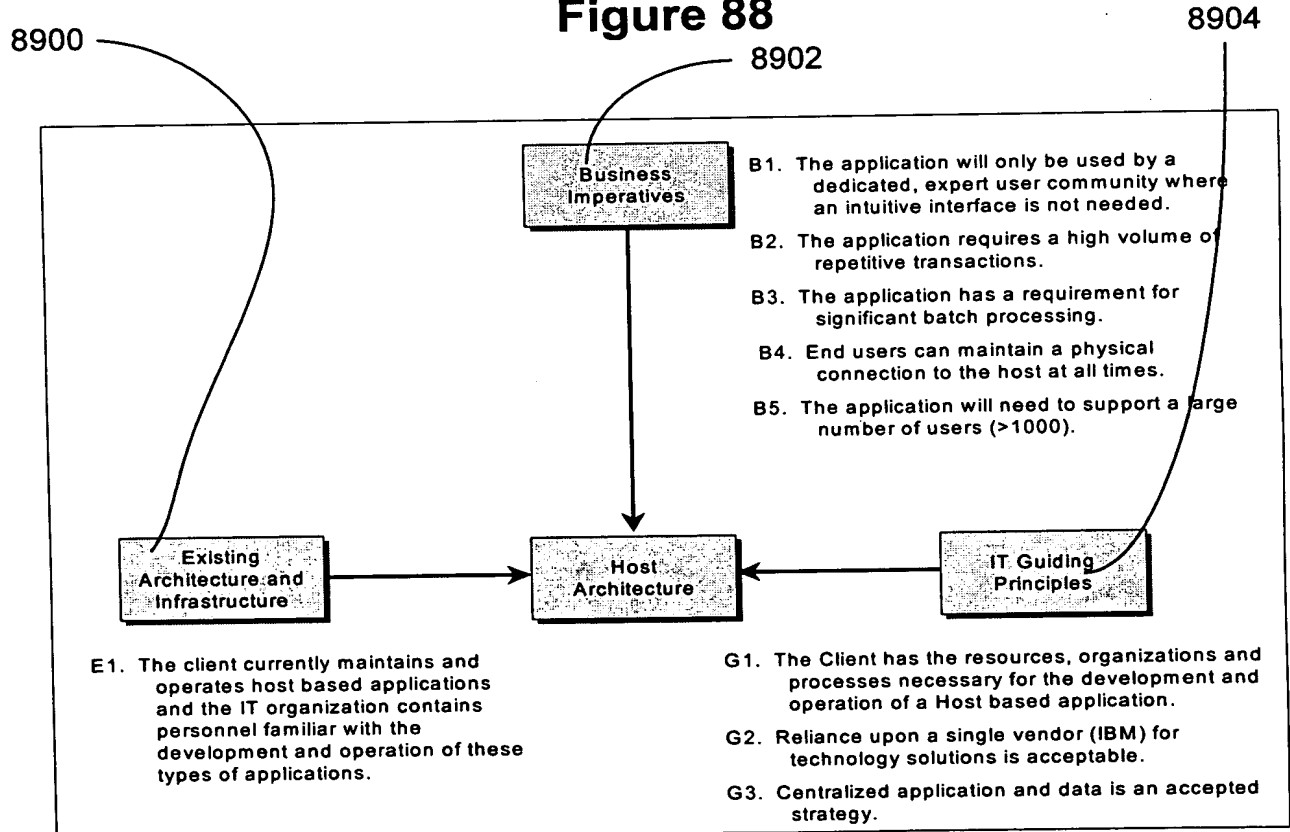 Figure 88
8900
8902
8904
Business
Imperatives
B1. The application will only be used by a
dedicated, expert user community where
an intuitive interface is not needed.
B2. The application requires a high volume of
repetitive transactions.
B3. The application has a requirement for
significant batch processing.
B4. End users can maintain a physical
connection to the host at all times.
B5. The application will need to support a large
number of users (>1000).
Existing
Architecture and
Infrastructure
Host
Architecture
IT Guiding
Principles
E1. The client currently maintains and
operates host based applications
and the IT organization contains
personnel familiar with the
development and operation of these
types of applications.
G1. The Client has the resources, organizations and
processes necessary for the development and
operation of a Host based application.
G2. Reliance upon a single vendor (IBM) for
technology solutions is acceptable.
G3. Centralized application and data is an accepted
strategy.